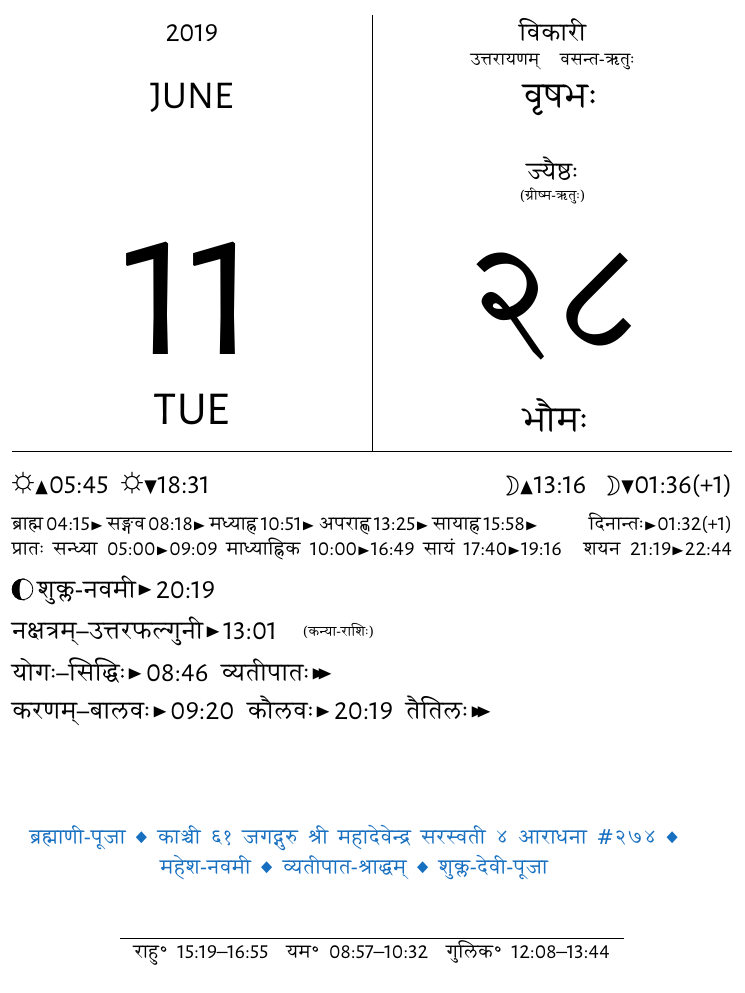 2019
JUNE
11
TUE
विकारी
उत्तरायणम् वसन्त-ऋतुः
वृषभः
ज्यैष्ठः
(ग्रीष्म-ऋतुः)
२८
भौमः
☼▲05:45 ☼▼18:31 ☽▲13:16 ☽▼01:36(+1)
ब्राह्म 04:15► सङ्गव 08:18► मध्याह्न 10:51► अपराह्ण 13:25► सायाह्न 15:58► दिनान्तः►01:32(+1)
प्रातः सन्ध्या 05:00►09:09 माध्याह्निक 10:00►16:49 सायं 17:40►19:16 शयन 21:19►22:44
शुक्ल-नवमी► 20:19
नक्षत्रम्–उत्तरफल्गुनी►13:01 (कन्या-राशिः)
योगः–सिद्धिः► 08:46 व्यतीपातः►►
करणम्–बालवः► 09:20 कौलवः► 20:19 तैतिलः►►
ब्रह्माणी-पूजा ◆ काञ्ची ६१ जगद्गुरु श्री महादेवेन्द्र सरस्वती ४ आराधना #२७४ ◆
महेश-नवमी ◆ व्यतीपात-श्राद्धम् ◆ शुक्ल-देवी-पूजा
राहु° 15:19–16:55 यम° 08:57–10:32 गुलिक° 12:08–13:44